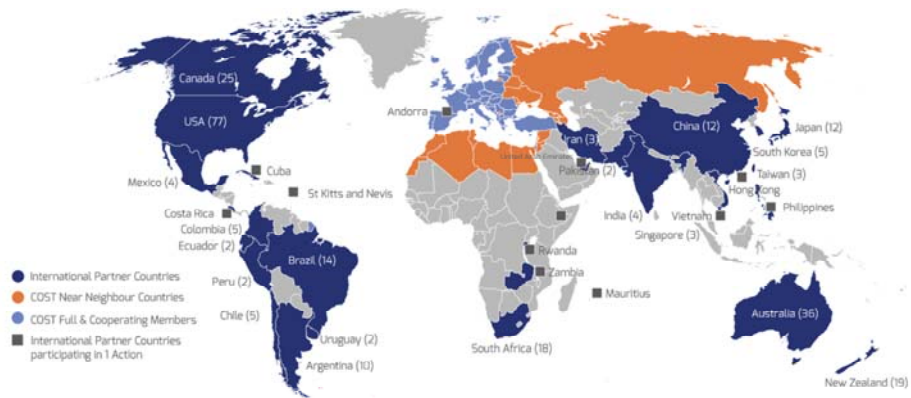 Canada (25)
USA (77)
Mexico (4)
Cuba
St Kitts and Nevis
Costa Rica
Colombia (5)
Ecuador (2)
Brazil (14)
Peru (2)
Chile (5)
Uruguay (2)
Argentina (10)
Andorra
Iran (3)
United Arab Emirates
Pakistan (2)
China (12)
Japan (12)
South Korea (5)
Taiwan (3)
Hong Kong
Philippines
India (4)
Vietnam
Singapore (3)
Rwanda
Zambia
Mauritius
South Africa (18)
Australia (36)
New Zealand (19)
International Partner Countries
COST Near Neighbour Countries
COST Full & Cooperating Members
International Partner Countries
participating in 1 Action